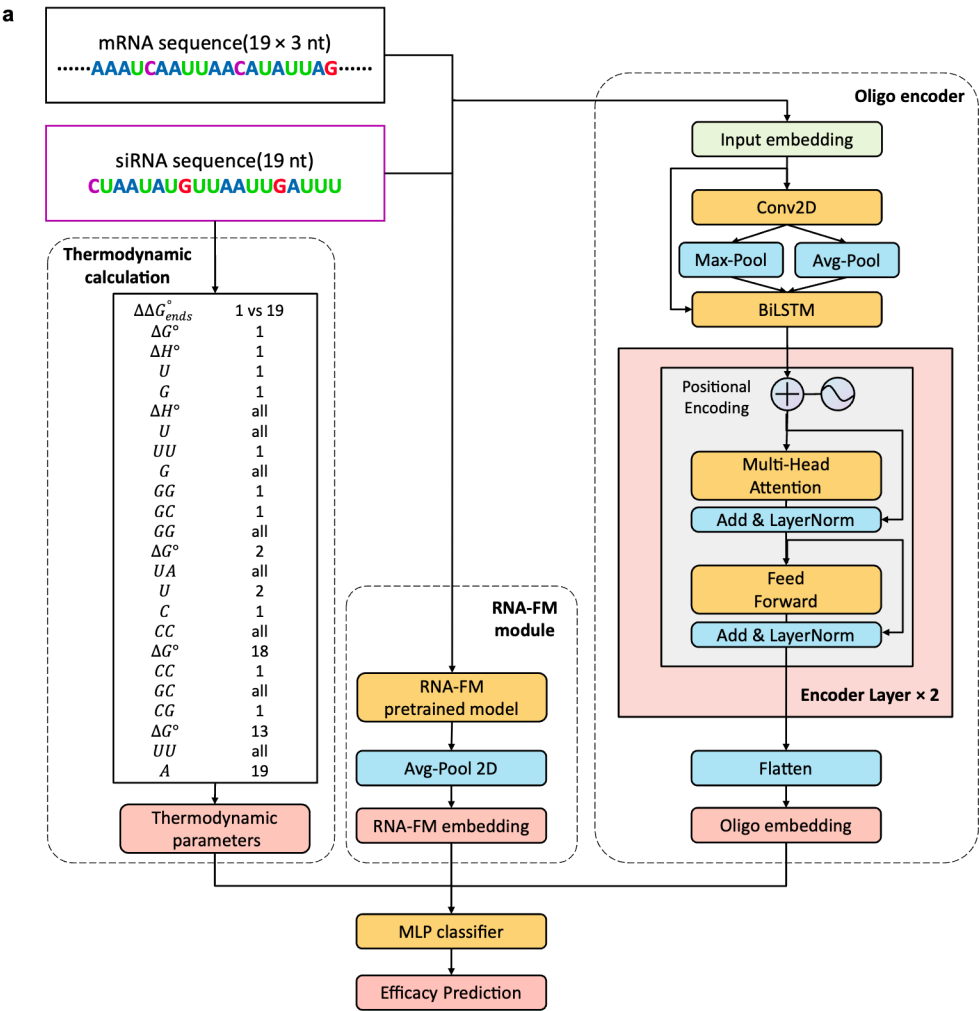 a
mRNA sequence(19 × 3 nt)
······AAAUCAAUUAACAUAUUAG······
siRNA sequence(19 nt)
CUAAUAUGUUAAUUGAUUU
Thermodynamic
calculation
ΔΔG°ends 1 vs 19
ΔG° 1
ΔH° 1
U 1
G 1
ΔH° all
U all
UU 1
G all
GG 1
GC 1
GG all
ΔG° 2
UA all
U 2
C 1
CC all
ΔG° 18
CC 1
GC all
CG 1
ΔG° 13
UU all
A 19
Thermodynamic
parameters
RNA-FM
module
RNA-FM
pretrained model
Avg-Pool 2D
RNA-FM embedding
Oligo encoder
Input embedding
Conv2D
Max-Pool
Avg-Pool
BiLSTM
Positional
Encoding
Multi-Head
Attention
Add & LayerNorm
Feed
Forward
Add & LayerNorm
Encoder Layer × 2
Flatten
Oligo embedding
MLP classifier
Efficacy Prediction